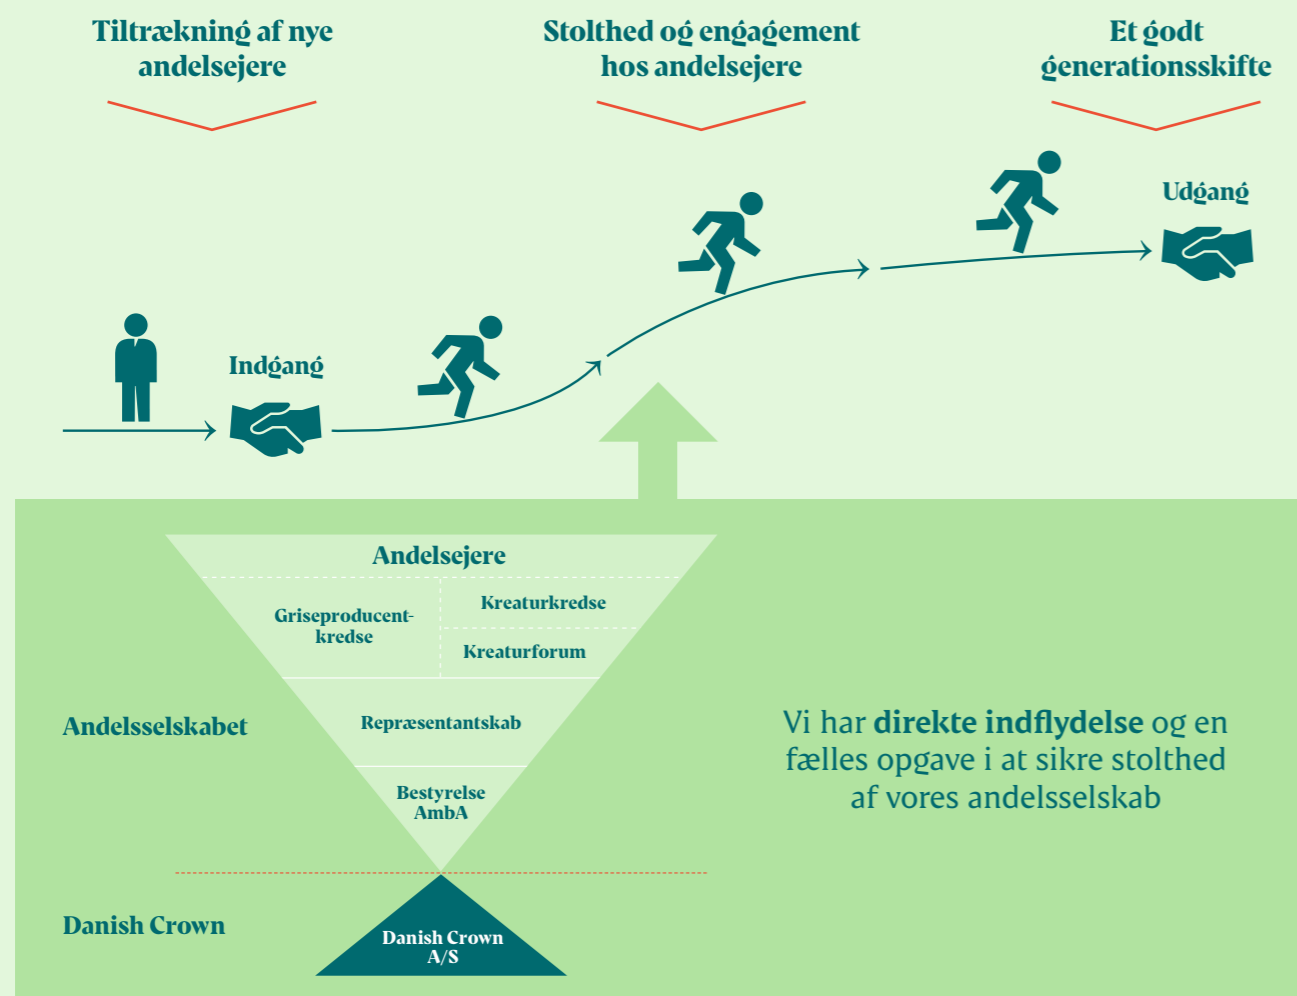 Tiltrækning af nye
andelsejere
Stolthed og engagement
hos andelsejere
Et godt
generationsskifte
Udgang
Indgang
Andelsejere
Griseproducent-
kredse
Kreaturkredse
Kreaturforum
Andelsselskabet
Repræsentantskab
Bestyrelse
AmbA
Vi har direkte indflydelse og en
fælles opgave i at sikre stolthed
af vores andelsselskab
Danish Crown
Danish Crown
A/S